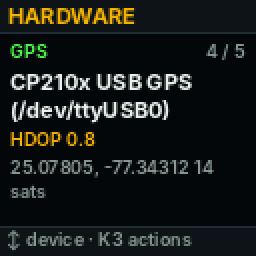 HARDWARE
GPS 4 / 5
CP210x USB GPS
(/dev/ttyUSB0)
HDOP 0.8
25.07805, -77.34312 14
sats
↕ device · K3 actions